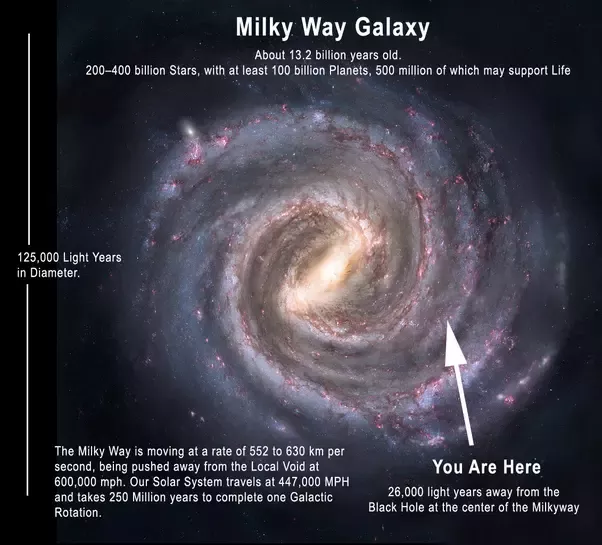 Milky Way Galaxy
About 13.2 billion years old.
200–400 billion Stars, with at least 100 billion Planets, 500 million of which may support Life
125,000 Light Years
in Diameter.
The Milky Way is moving at a rate of 552 to 630 km per
second, being pushed away from the Local Void at
600,000 mph. Our Solar System travels at 447,000 MPH
and takes 250 Million years to complete one Galactic
Rotation.
You Are Here
26,000 light years away from the
Black Hole at the center of the Milkyway